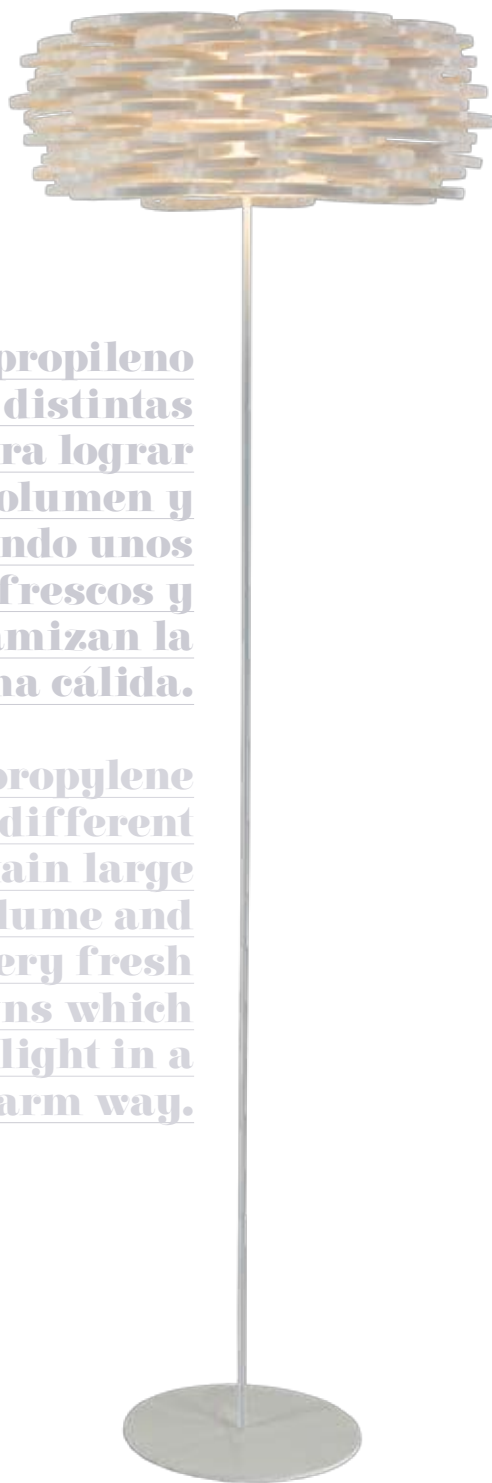 propileno
distintas
ra lograr
olumen y
ndo unos
frescos y
amizan la
na cálida.
propylene
different
ain large
lume and
ery fresh
ns which
light in a
arm way.